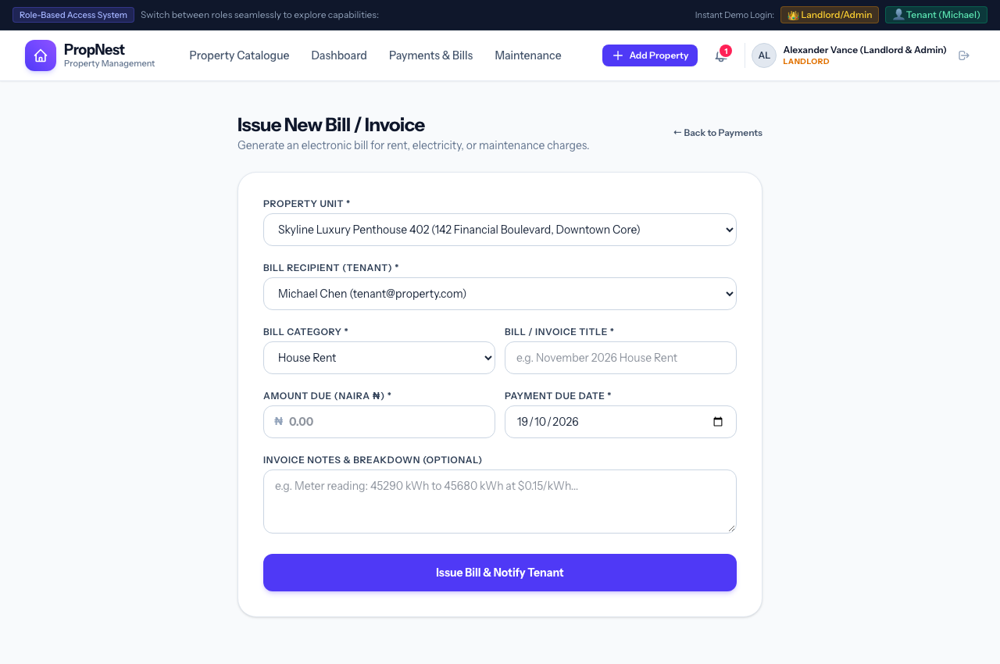 Role-Based Access System Switch between roles seamlessly to explore capabilities: Instant Demo Login: 👑 Landlord/Admin 👤 Tenant (Michael)
PropNest
Property Management
Property Catalogue Dashboard Payments & Bills Maintenance
Add Property
1
AL
Alexander Vance (Landlord & Admin)
LANDLORD
Issue New Bill / Invoice
Generate an electronic bill for rent, electricity, or maintenance charges.
← Back to Payments
PROPERTY UNIT *
Skyline Luxury Penthouse 402 (142 Financial Boulevard, Downtown Core)
BILL RECIPIENT (TENANT) *
Michael Chen (tenant@property.com)
BILL CATEGORY *
House Rent
BILL / INVOICE TITLE *
e.g. November 2026 House Rent
AMOUNT DUE (NAIRA ₦) *
₦ 0.00
PAYMENT DUE DATE *
19/10/2026
INVOICE NOTES & BREAKDOWN (OPTIONAL)
e.g. Meter reading: 45290 kWh to 45680 kWh at $0.15/kWh...
Issue Bill & Notify Tenant